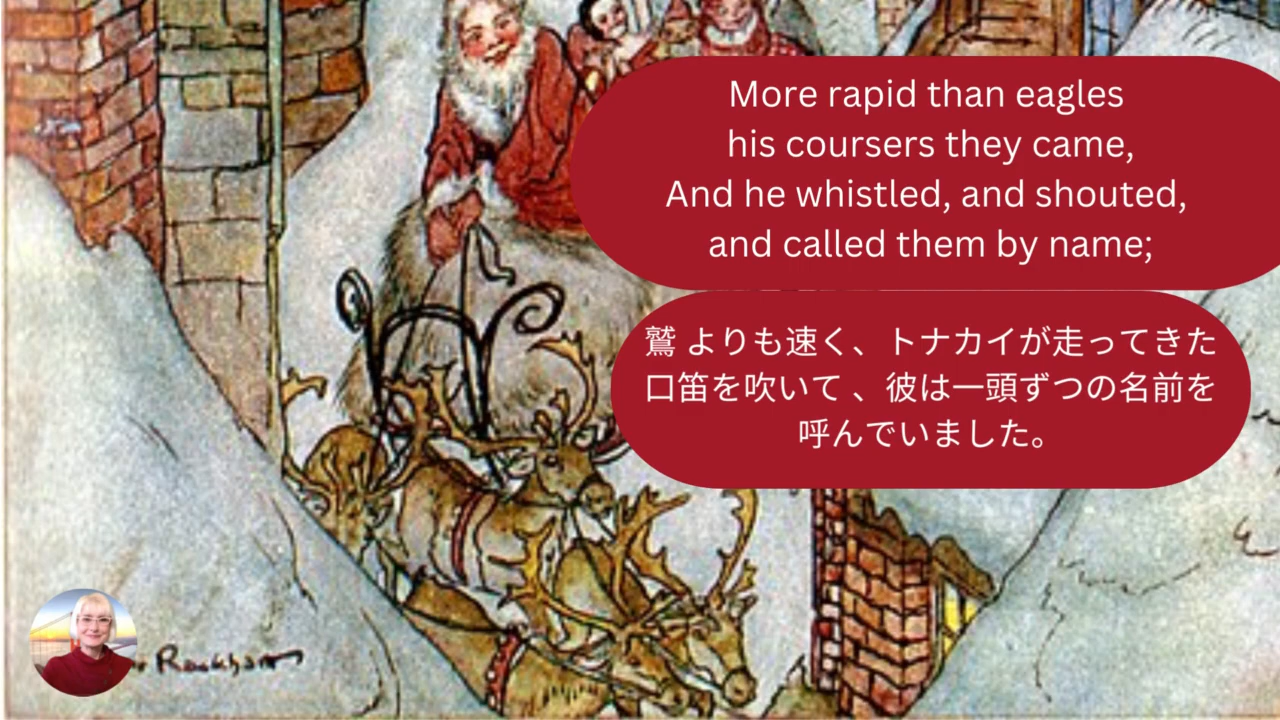 More rapid than eagles
his coursers they came,
And he whistled, and shouted,
and called them by name;
鷲 よりも速く、トナカイが走ってきた
口笛を吹いて 、彼は一頭ずつの名前を
呼んでいました。
Rackham